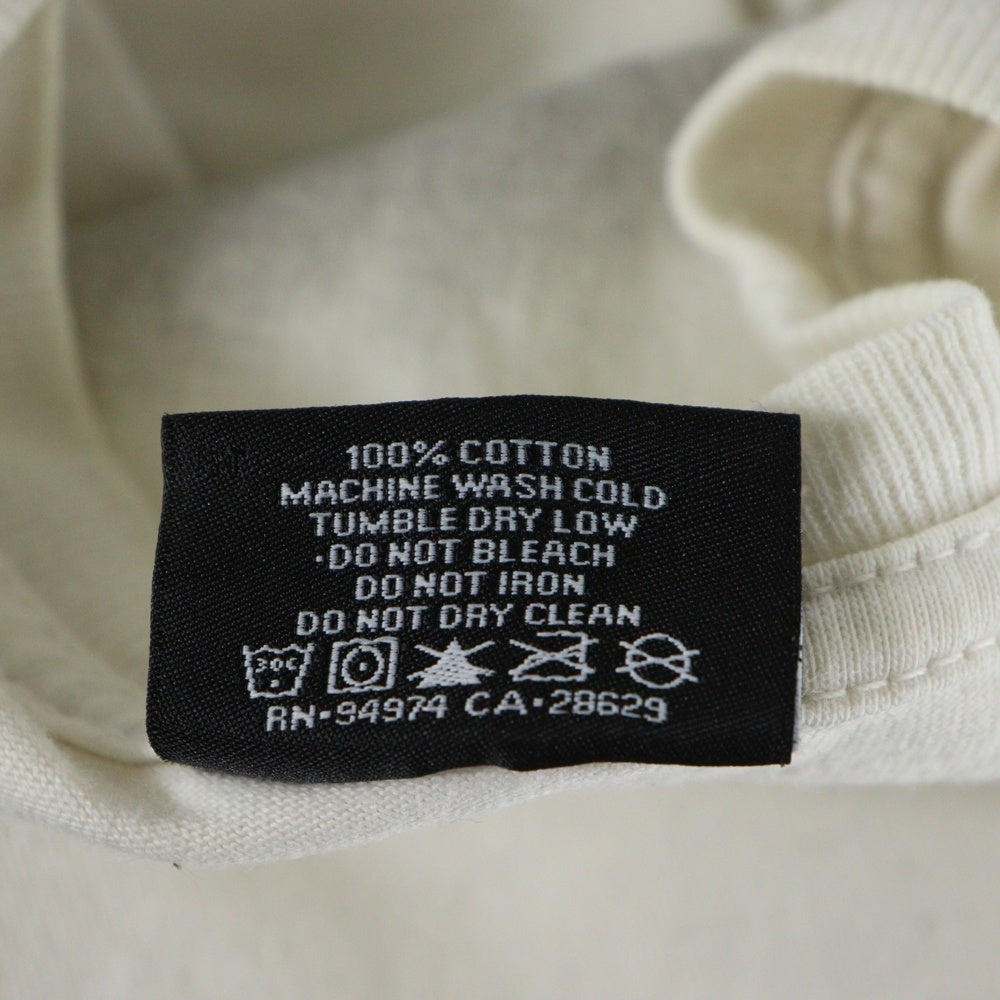 100% COTTON
MACHINE WASH COLD
TUMBLE DRY LOW
·DO NOT BLEACH
DO NOT IRON
DO NOT DRY CLEAN
30C
RN·94974 CA·28629